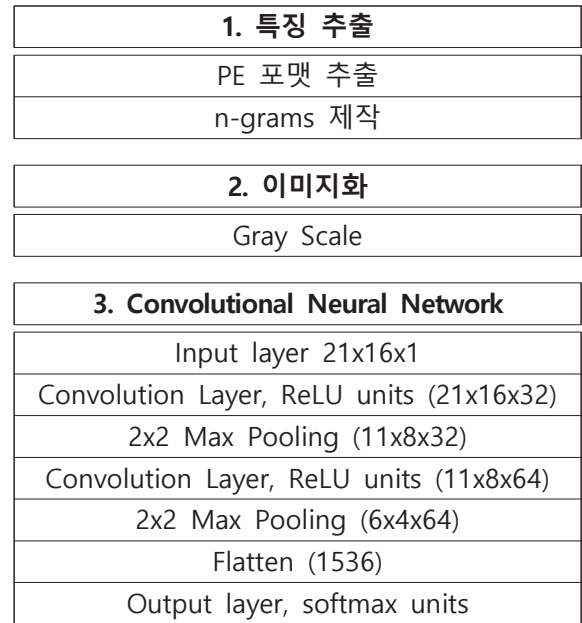 1. 특징 추출
PE 포맷 추출
n-grams 제작
2. 이미지화
Gray Scale
3. Convolutional Neural Network
Input layer 21x16x1
Convolution Layer, ReLU units (21x16x32)
2x2 Max Pooling (11x8x32)
Convolution Layer, ReLU units (11x8x64)
2x2 Max Pooling (6x4x64)
Flatten (1536)
Output layer, softmax units